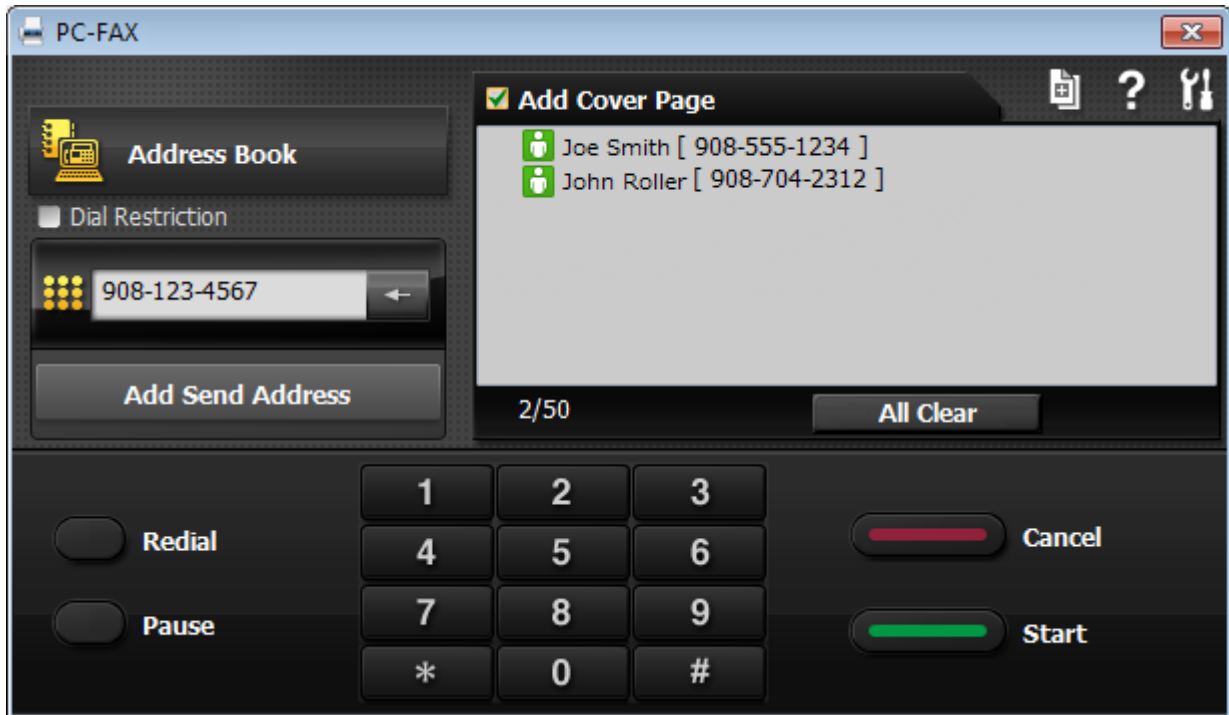 PC-FAX
Address Book
Dial Restriction
908-123-4567
Add Send Address
Add Cover Page
?
Joe Smith [ 908-555-1234 ]
John Roller [ 908-704-2312 ]
2/50
All Clear
Redial
Pause
1 2 3
4 5 6
7 8 9
* 0 #
Cancel
Start